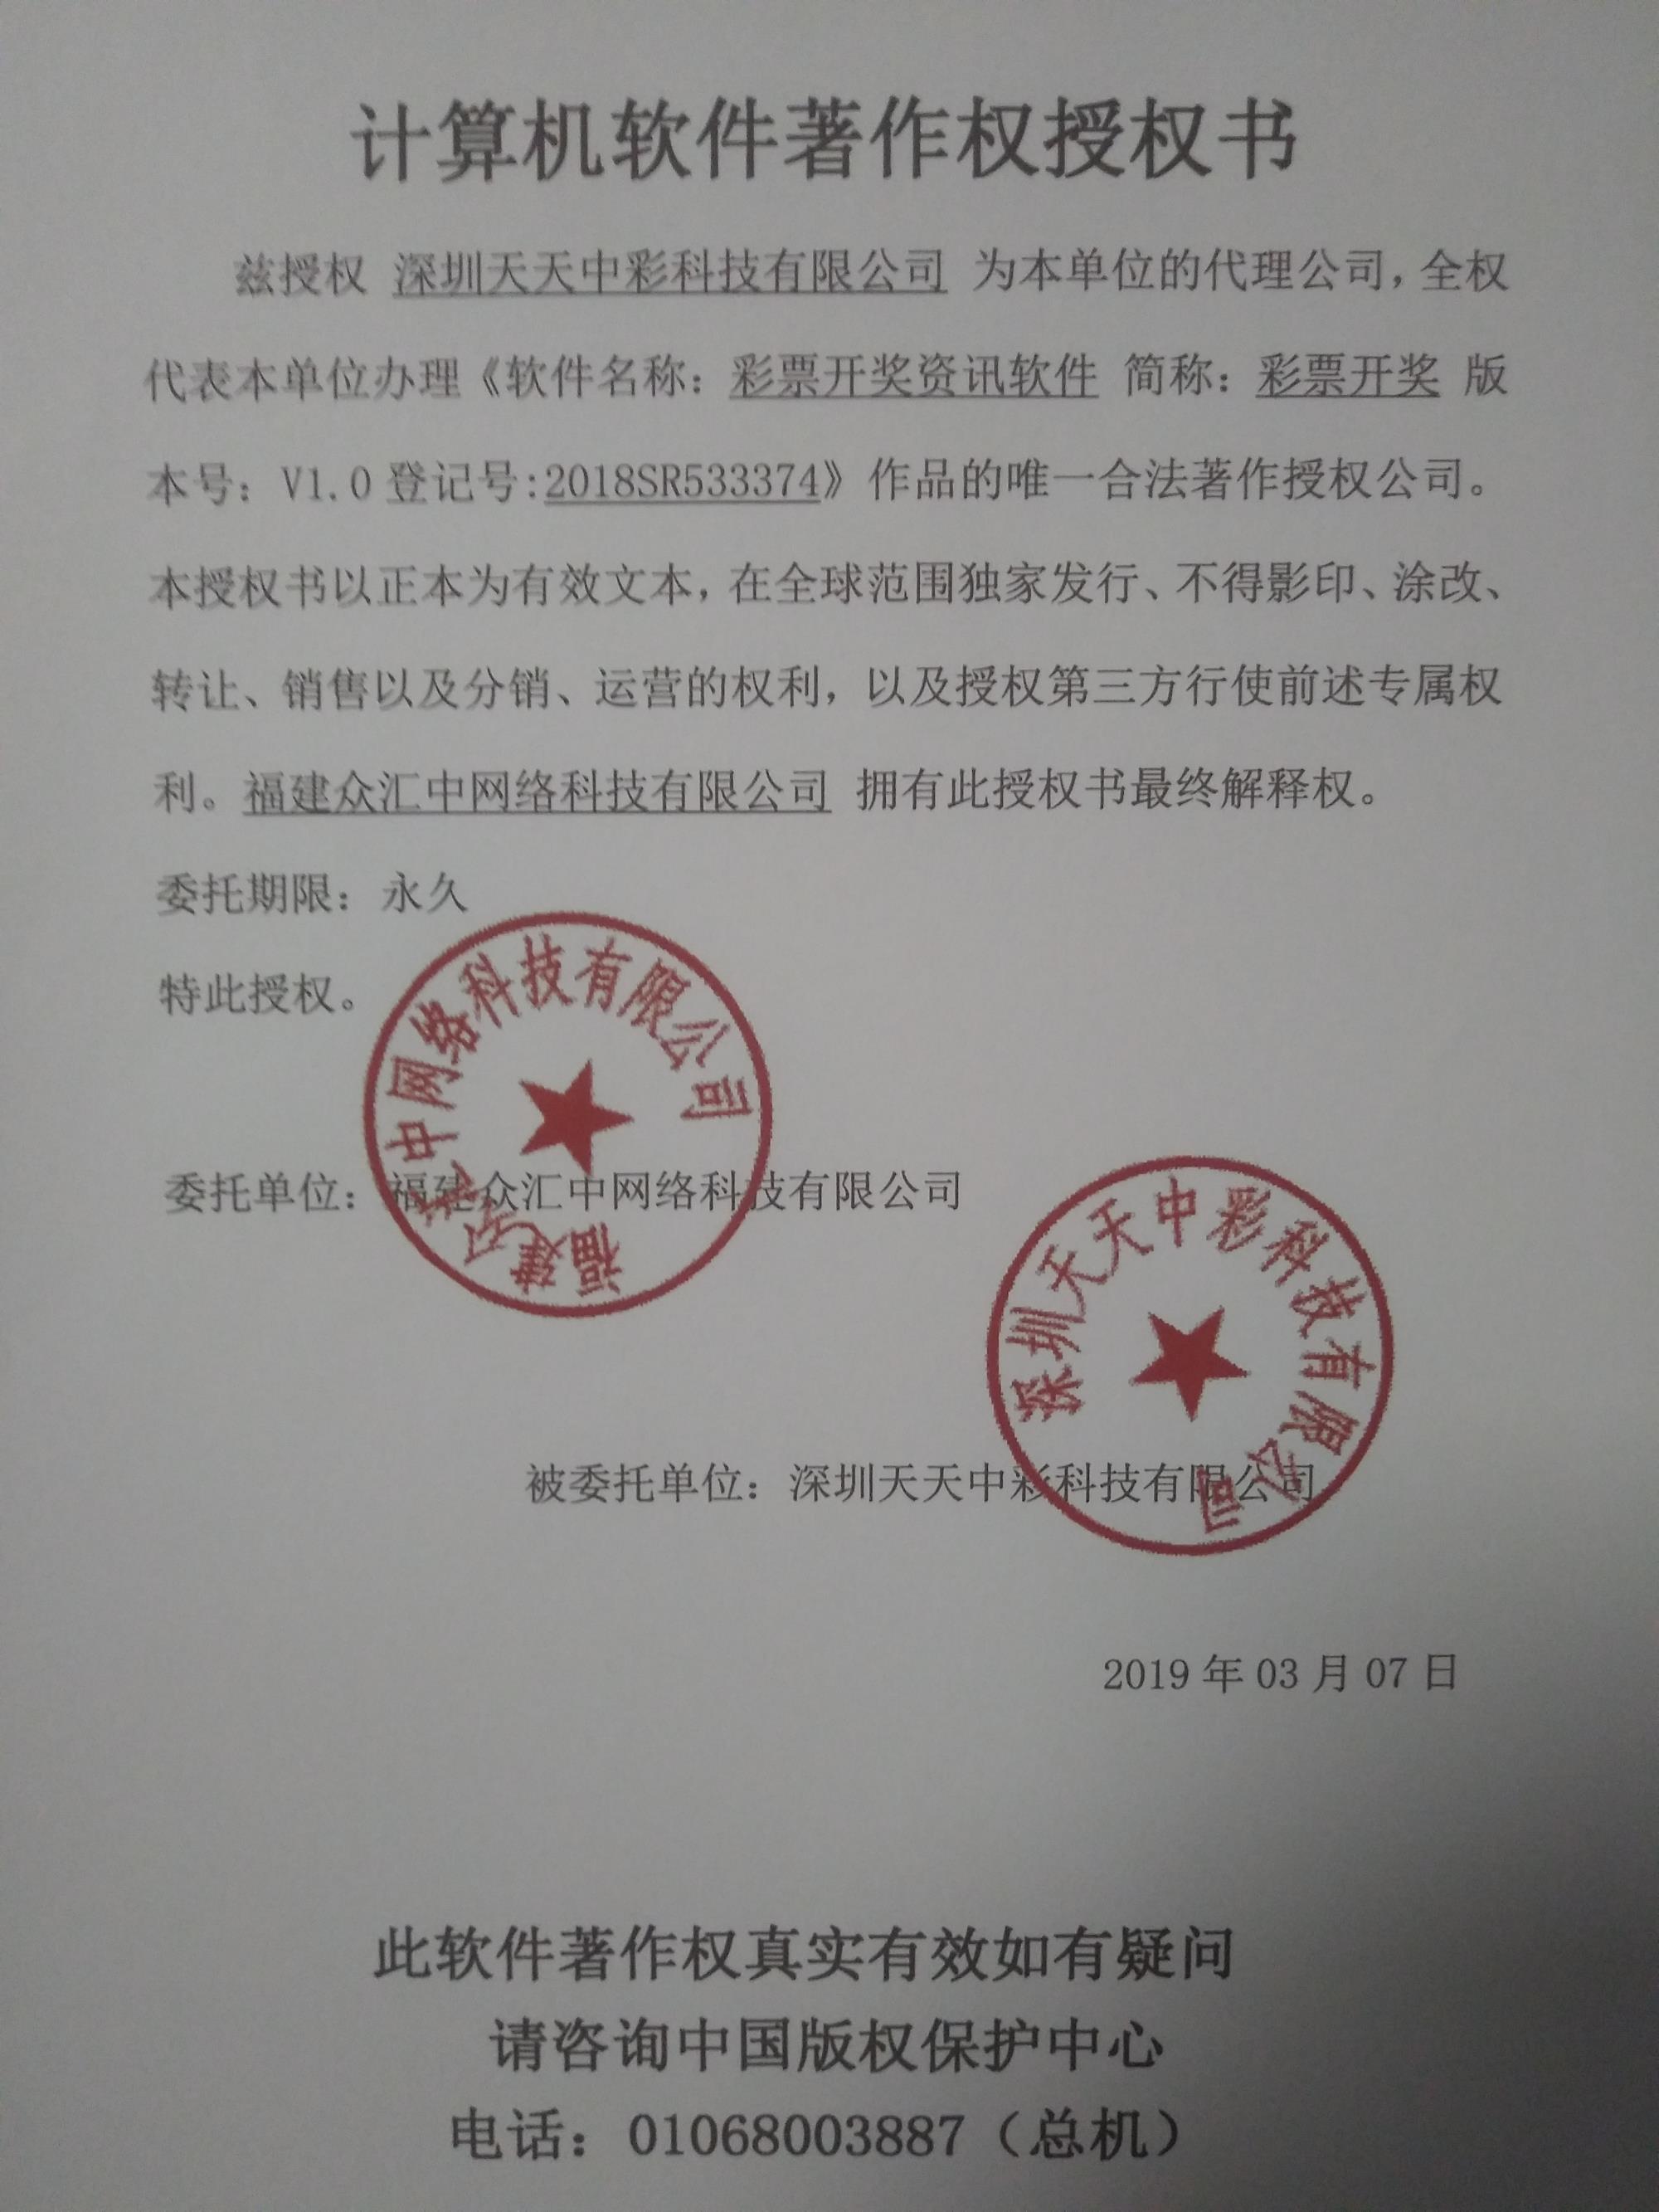 计算机软件著作权授权书
兹授权 深圳天天中彩科技有限公司 为本单位的代理公司，全权
代表本单位办理《软件名称：彩票开奖资讯软件 简称：彩票开奖 版
本号：V1.0 登记号:2018SR533374》作品的唯一合法著作授权公司。
本授权书以正本为有效文本，在全球范围独家发行、不得影印、涂改、
转让、销售以及分销、运营的权利，以及授权第三方行使前述专属权
利。福建众汇中网络科技有限公司 拥有此授权书最终解释权。
委托期限：永久
特此授权。
福建众汇中网络科技有限公司
委托单位：福建众汇中网络科技有限公司
深圳天天中彩科技有限公司
被委托单位：深圳天天中彩科技有限公司
2019年03月07日
此软件著作权真实有效如有疑问
请咨询中国版权保护中心
电话：01068003887（总机）